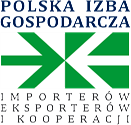 POLSKA IZBA
GOSPODARCZA
IMPORTERÓW
EKSPORTERÓW
I KOOPERACJI